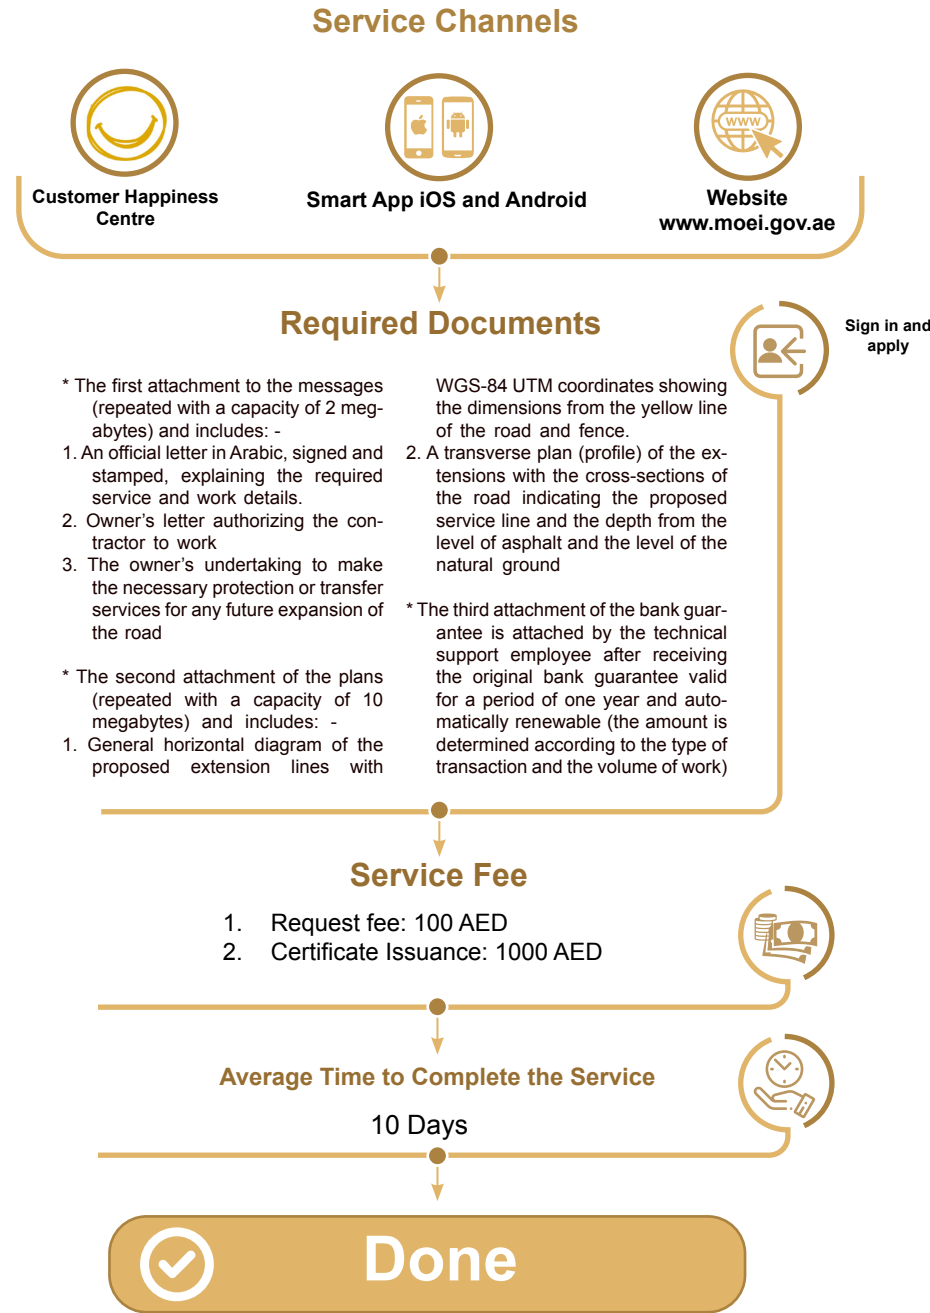 Service Channels
Customer Happiness
Centre
Smart App iOS and Android
WWW
Website
www.moei.gov.ae
Required Documents
Sign in and
apply
* The first attachment to the messages
(repeated with a capacity of 2 meg-
abytes) and includes: -
1. An official letter in Arabic, signed and
stamped, explaining the required
service and work details.
2. Owner’s letter authorizing the con-
tractor to work
3. The owner’s undertaking to make
the necessary protection or transfer
services for any future expansion of
the road
* The second attachment of the plans
(repeated with a capacity of 10
megabytes) and includes: -
1. General horizontal diagram of the
proposed extension lines with
WGS-84 UTM coordinates showing
the dimensions from the yellow line
of the road and fence.
2. A transverse plan (profile) of the ex-
tensions with the cross-sections of
the road indicating the proposed
service line and the depth from the
level of asphalt and the level of the
natural ground
* The third attachment of the bank guar-
antee is attached by the technical
support employee after receiving
the original bank guarantee valid
for a period of one year and auto-
matically renewable (the amount is
determined according to the type of
transaction and the volume of work)
Service Fee
1. Request fee: 100 AED
2. Certificate Issuance: 1000 AED
Average Time to Complete the Service
10 Days
Done